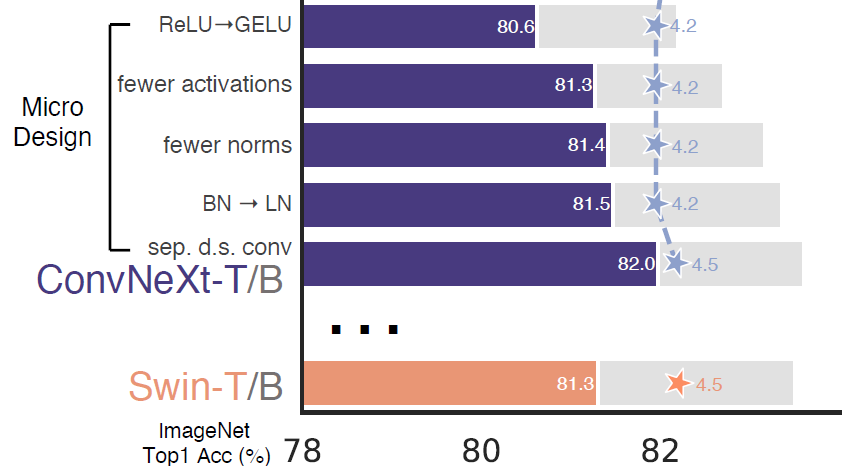 ReLU→GELU 80.6 4.2
fewer activations 81.3 4.2
Micro
Design
fewer norms 81.4 4.2
BN → LN 81.5 4.2
sep. d.s. conv
ConvNeXt-T/B 82.0 4.5
...
Swin-T/B 81.3 4.5
ImageNet
Top1 Acc (%) 78 80 82